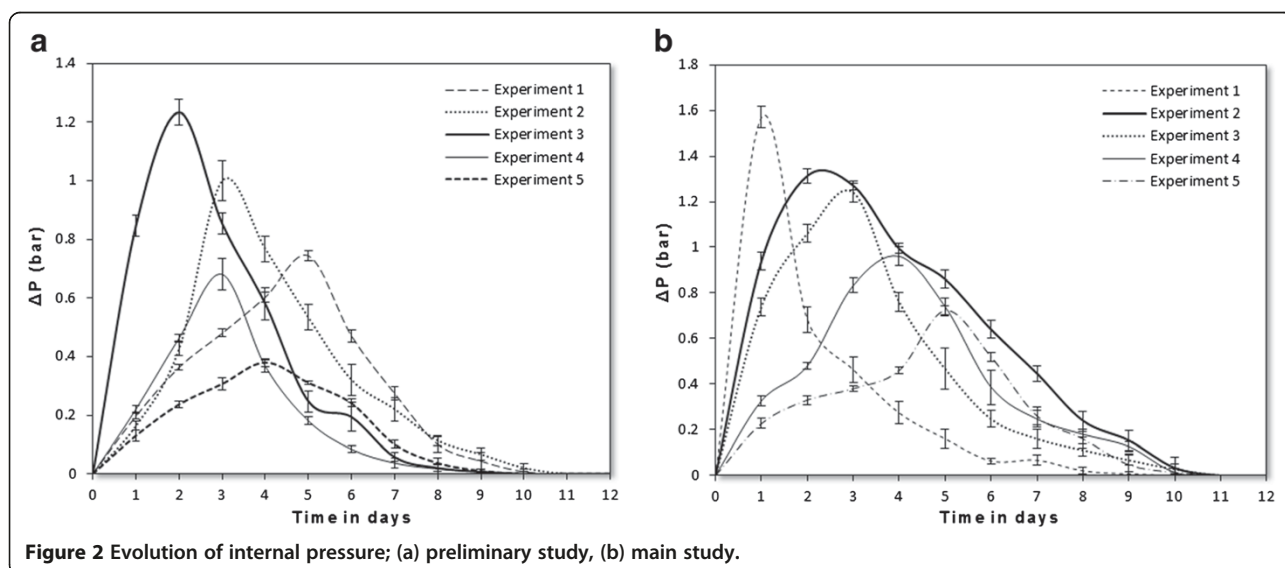 a
1.4
1.2
1
0.8
0.6
0.4
0.2
0
ΔP (bar)
0 1 2 3 4 5 6 7 8 9 10 11 12
Time in days
Experiment 1
Experiment 2
Experiment 3
Experiment 4
Experiment 5
b
1.8
1.6
1.4
1.2
1
0.8
0.6
0.4
0.2
0
ΔP (bar)
0 1 2 3 4 5 6 7 8 9 10 11 12
Time in days
Experiment 1
Experiment 2
Experiment 3
Experiment 4
Experiment 5
Figure 2 Evolution of internal pressure; (a) preliminary study, (b) main study.